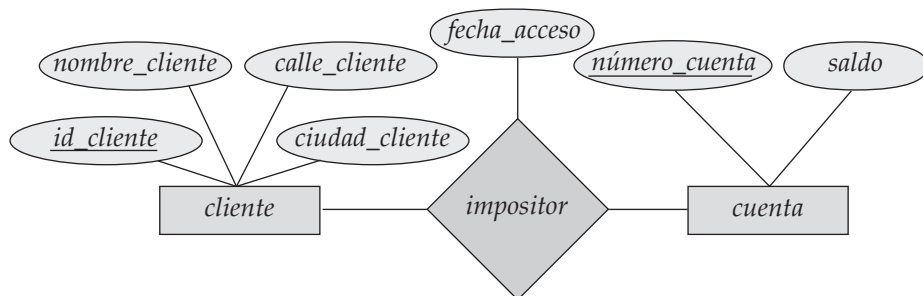 fecha_acceso
nombre_cliente
calle_cliente
número_cuenta
saldo
id_cliente
ciudad_cliente
cliente
impositor
cuenta